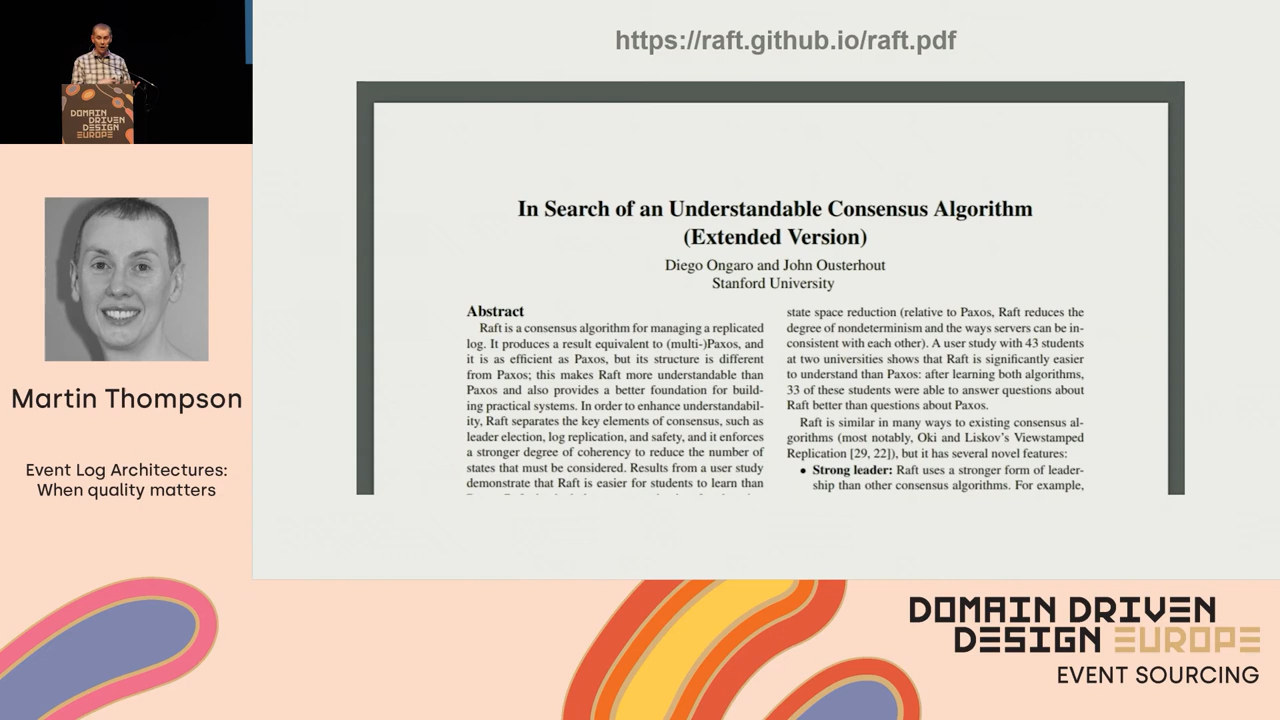 https://raft.github.io/raft.pdf
DOMAIN
DRIVEN
DESIGN
EUROPE
In Search of an Understandable Consensus Algorithm
(Extended Version)
Diego Ongaro and John Ousterhout
Stanford University
Abstract
Raft is a consensus algorithm for managing a replicated
log. It produces a result equivalent to (multi-)Paxos, and
it is as efficient as Paxos, but its structure is different
from Paxos; this makes Raft more understandable than
Paxos and also provides a better foundation for build-
ing practical systems. In order to enhance understandabil-
ity, Raft separates the key elements of consensus, such as
leader election, log replication, and safety, and it enforces
a stronger degree of coherency to reduce the number of
states that must be considered. Results from a user study
demonstrate that Raft is easier for students to learn than
state space reduction (relative to Paxos, Raft reduces the
degree of nondeterminism and the ways servers can be in-
consistent with each other). A user study with 43 students
at two universities shows that Raft is significantly easier
to understand than Paxos: after learning both algorithms,
33 of these students were able to answer questions about
Raft better than questions about Paxos.
Raft is similar in many ways to existing consensus al-
gorithms (most notably, Oki and Liskov's Viewstamped
Replication [29, 22]), but it has several novel features:
• Strong leader: Raft uses a stronger form of leader-
ship than other consensus algorithms. For example,
Martin Thompson
Event Log Architectures:
When quality matters
DOMAIN DRIVEN
DESIGN EUROPE
EVENT SOURCING